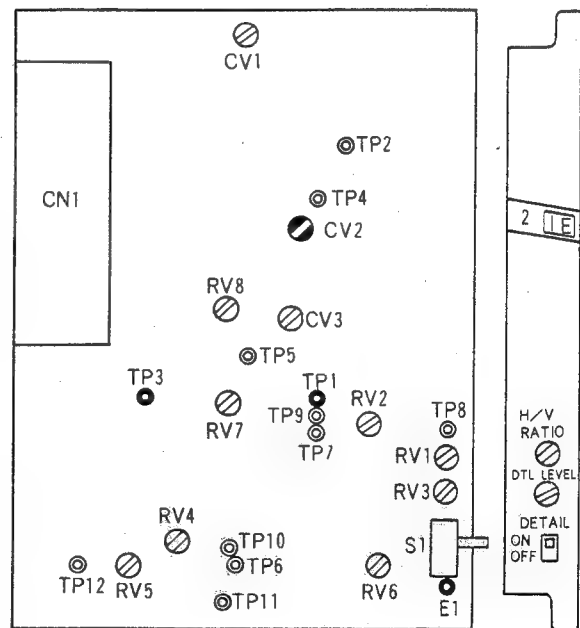 CV1
TP2
CN1
TP4
2 IE
CV2
RV8
CV3
TP5
TP3
TP1
RV2
TP9
TP8
H/V
RATIO
RV7
TP7
RV1
DTL LEVEL
RV3
RV4
DETAIL
TP10
S1
ON
OFF
TP6
TP12
RV5
RV6
TP11
E1